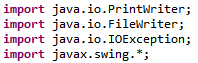 import java.io.PrintWriter;
import java.io.FileWriter;
import java.io.IOException;
import javax.swing.*;